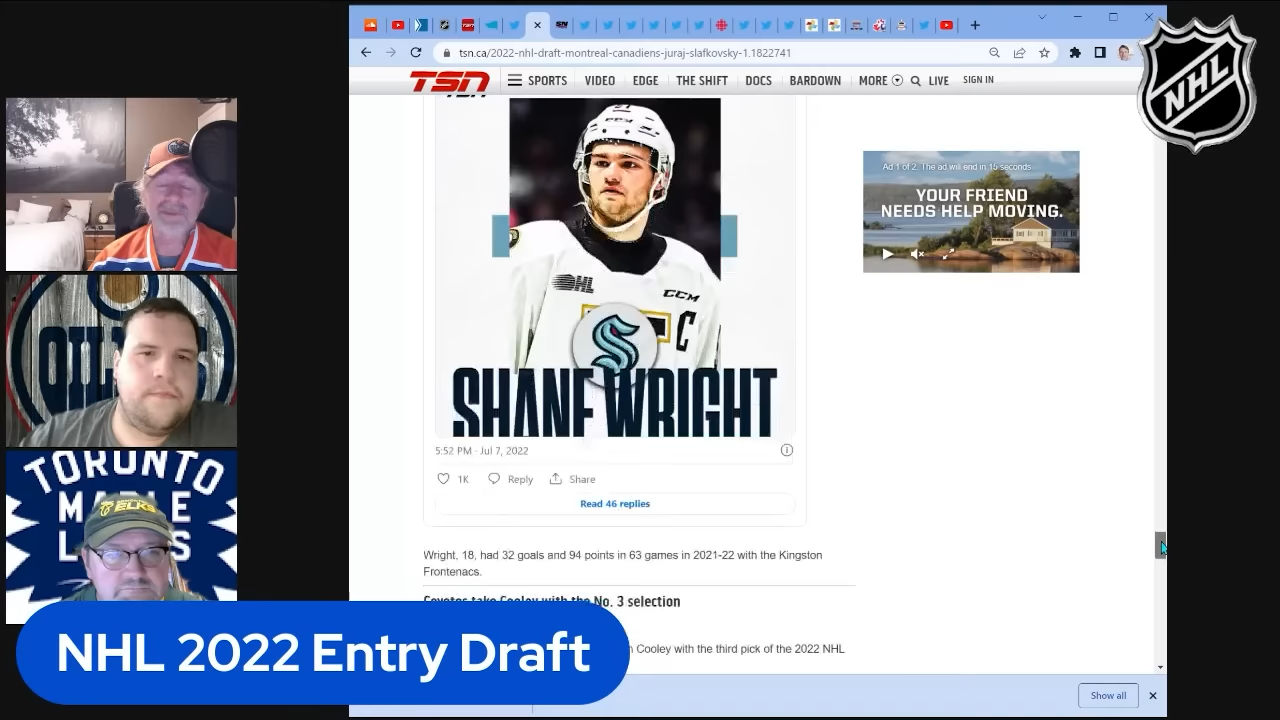 tsn.ca/2022-nhl-draft-montreal-canadiens-juraj-slafkovsky-1.1822741
TSN
SPORTS VIDEO EDGE THE SHIFT DOCS BARDOWN LIVE SIGN IN
NHL
Ad 1 of 2. The ad will end in 15 seconds
YOUR FRIEND
NEEDS HELP MOVING.
OHL
CCM
C
SHANE WRIGHT
5:52 PM · Jul 7, 2022
1K Reply Share
Read 46 replies
Wright, 18, had 32 goals and 94 points in 63 games in 2021-22 with the Kingston
Frontenacs.
Coyotes take Cooley with the No. 3 selection
Cooley with the third pick of the 2022 NHL
Show all
OILERS
TORONTO
MAPLE
ELKS
NHL 2022 Entry Draft